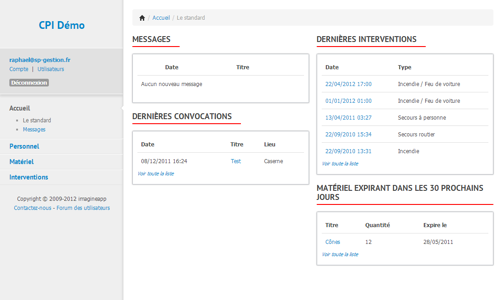 CPI Démo
raphael@sp-gestion.fr
Compte | Utilisateurs
Déconnexion
Accueil
Le standard
Messages
Personnel
Matériel
Interventions
Copyright © 2009-2012 imagineapp
Contactez-nous - Forum des utilisateurs
/ Accueil / Le standard
MESSAGES
Date Titre
Aucun nouveau message
DERNIÈRES CONVOCATIONS
Date Titre Lieu
08/12/2011 16:24 Test Caserne
Voir toute la liste
DERNIÈRES INTERVENTIONS
Date Type
22/04/2012 17:00 Incendie / Feu de voiture
01/01/2012 01:00 Incendie / Feu de voiture
13/04/2011 03:27 Secours à personne
22/09/2010 15:34 Secours routier
22/09/2010 13:31 Incendie
Voir toute la liste
MATÉRIEL EXPIRANT DANS LES 30 PROCHAINS
JOURS
Titre Quantité Expire le
Cônes 12 28/05/2011
Voir toute la liste